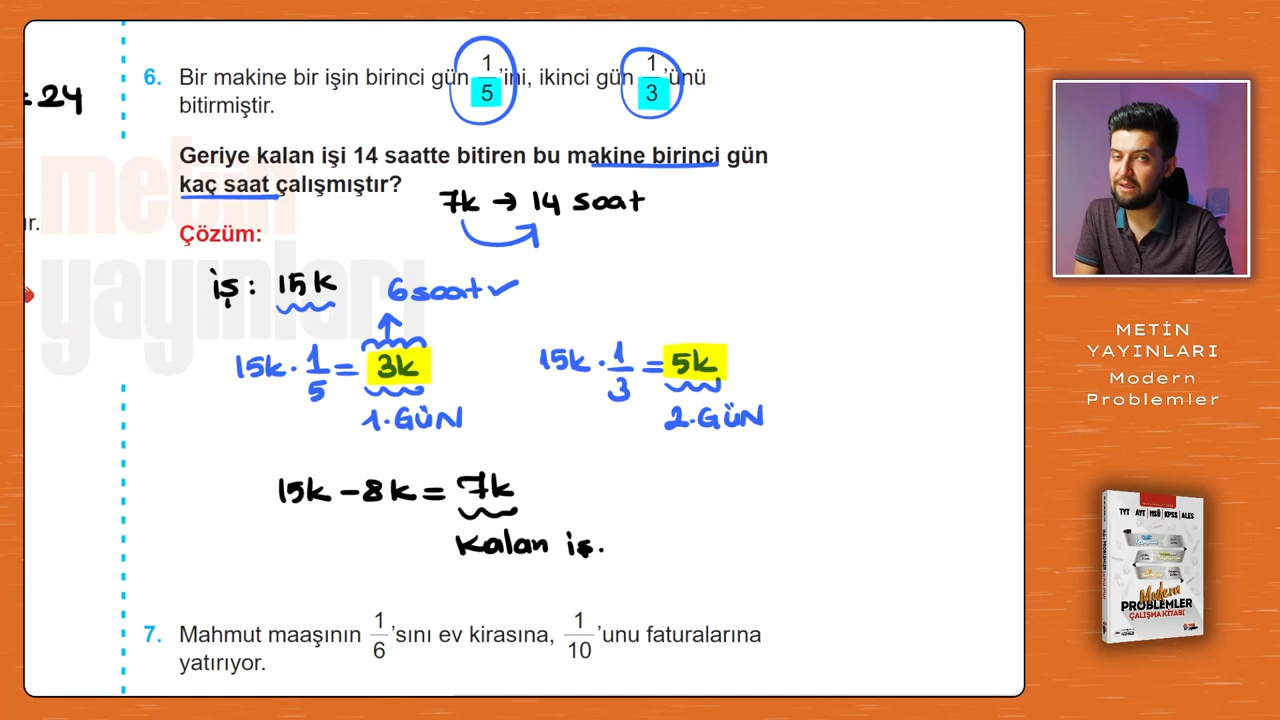 = 24
ır.
6. Bir makine bir işin birinci gün 1/5 'ini, ikinci gün 1/3 'ünü
bitirmiştir.
Geriye kalan işi 14 saatte bitiren bu makine birinci gün
kaç saat çalışmıştır?
7k → 14 saat
Çözüm:
iş: 15k
6 saat ✓
15k · 1/5 = 3k
15k · 1/3 = 5k
1. GÜN
2. GÜN
15k - 8k = 7k
Kalan iş.
7. Mahmut maaşının 1/6 'sını ev kirasına, 1/10 'unu faturalarına
yatırıyor.
metin
yayınları
METİN
YAYINLARI
Modern
Problemler
TYT AYT MSÜ KPSS ALES
Modern
PROBLEMLER
ÇALIŞMA KİTABI